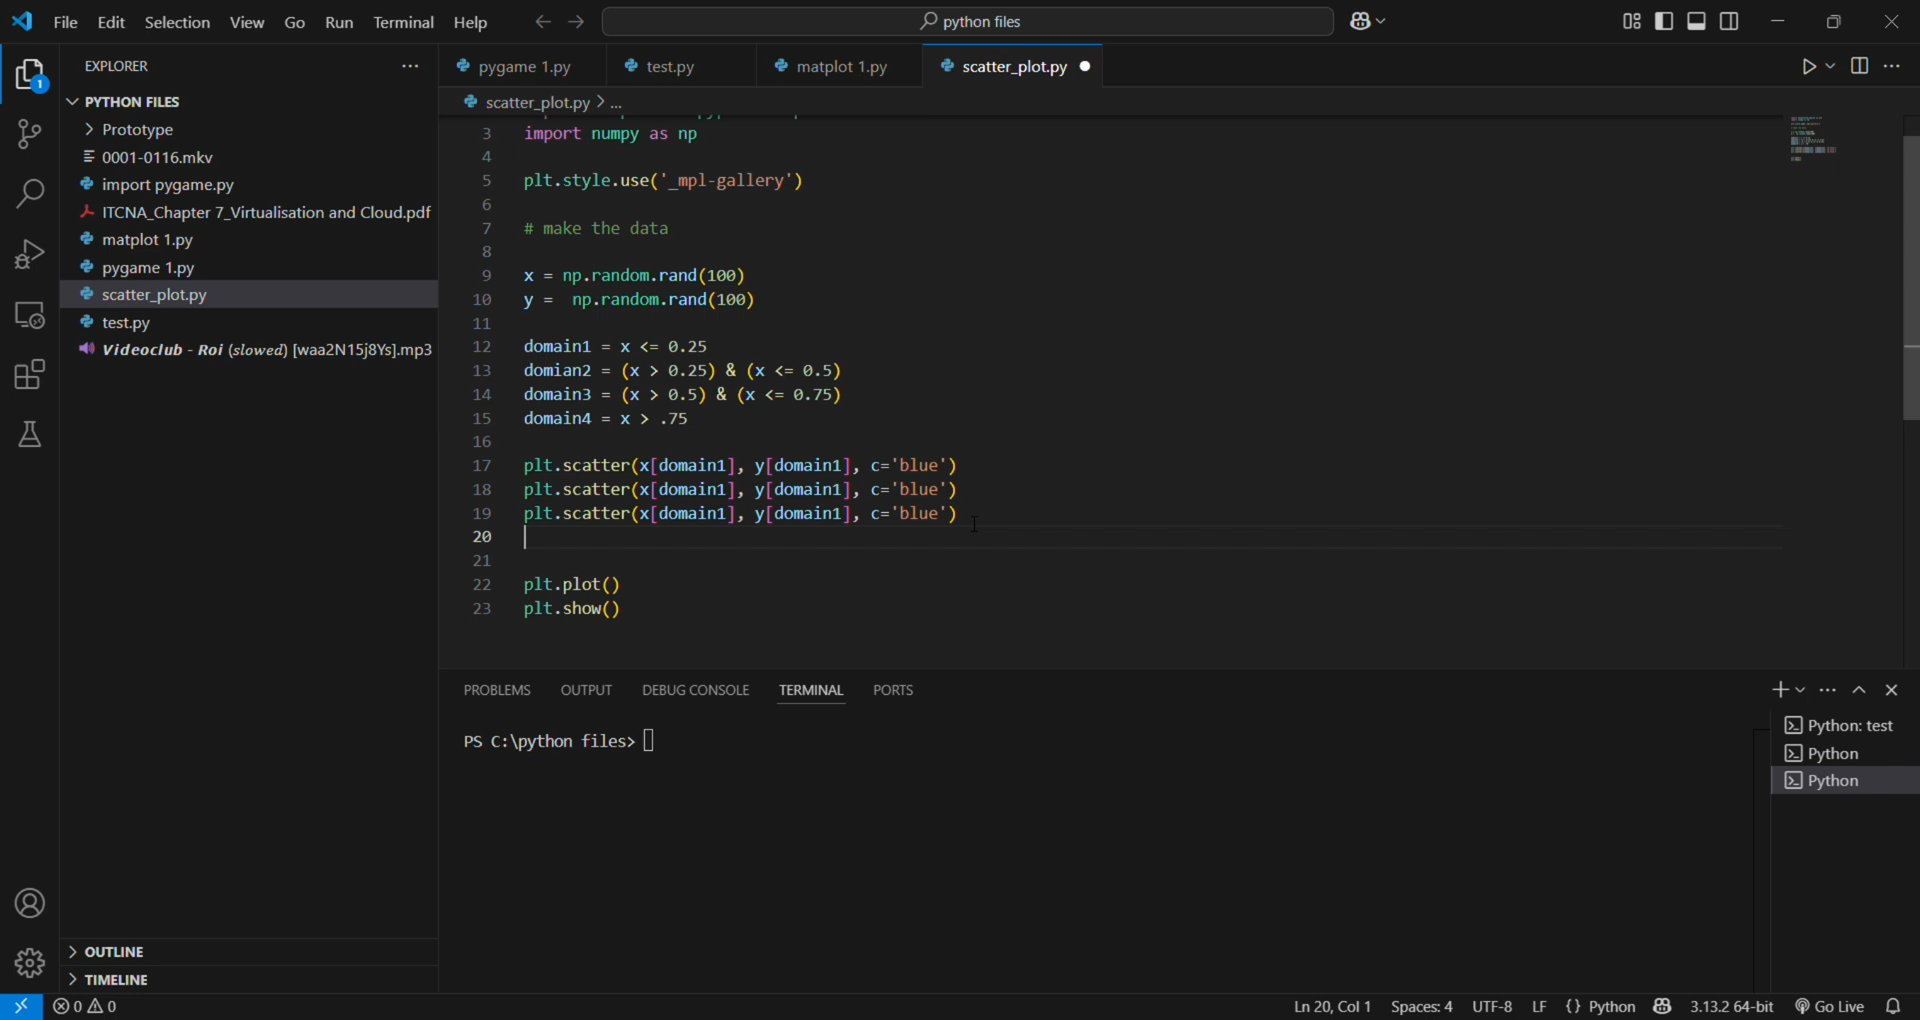 File Edit Selection View Go Run Terminal Help
python files
EXPLORER
1
PYTHON FILES
Prototype
0001-0116.mkv
import pygame.py
ITCNA_Chapter 7_Virtualisation and Cloud.pdf
matplot 1.py
pygame 1.py
scatter_plot.py
test.py
Videoclub - Roi (slowed) [waa2N15j8Ys].mp3
OUTLINE
TIMELINE
pygame 1.py test.py matplot 1.py scatter_plot.py
scatter_plot.py > ...
3 import numpy as np
4
5 plt.style.use('_mpl-gallery')
6
7 # make the data
8
9 x = np.random.rand(100)
10 y =  np.random.rand(100)
11
12 domain1 = x <= 0.25
13 domian2 = (x > 0.25) & (x <= 0.5)
14 domain3 = (x > 0.5) & (x <= 0.75)
15 domain4 = x > .75
16
17 plt.scatter(x[domain1], y[domain1], c='blue')
18 plt.scatter(x[domain1], y[domain1], c='blue')
19 plt.scatter(x[domain1], y[domain1], c='blue')
20
21
22 plt.plot()
23 plt.show()
PROBLEMS OUTPUT DEBUG CONSOLE TERMINAL PORTS
PS C:\python files>
Python: test
Python
Python
0 0
Ln 20, Col 1 Spaces: 4 UTF-8 LF {} Python 3.13.2 64-bit Go Live